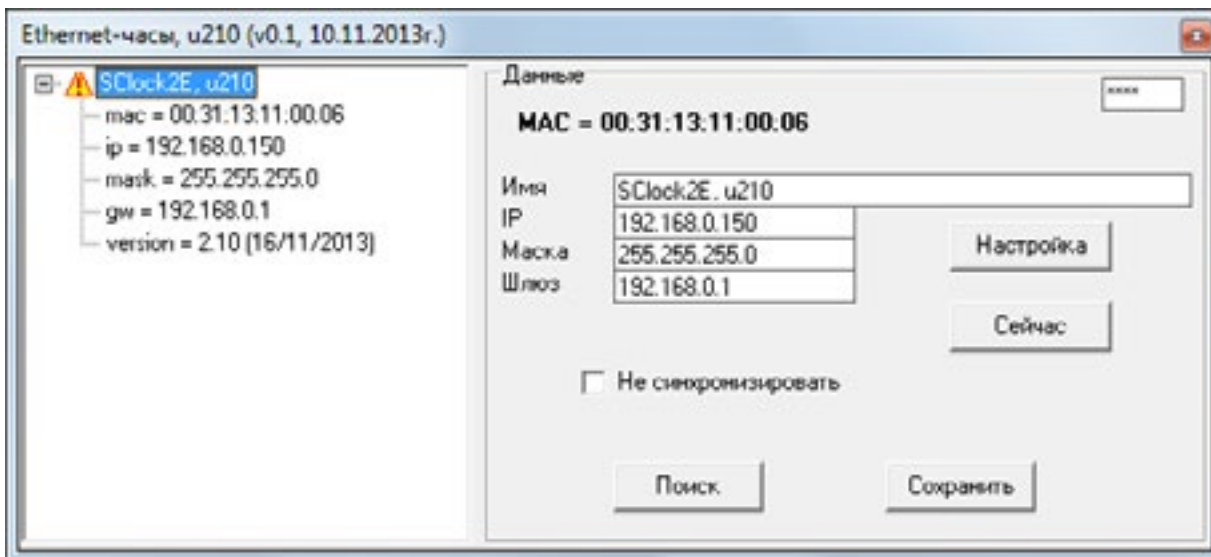 Ethernet-часы, u210 (v0.1, 10.11.2013г.)
SClock2E, u210
mac = 00:31:13:11:00:06
ip = 192.168.0.150
mask = 255.255.255.0
gw = 192.168.0.1
version = 2.10 (16/11/2013)
Данные
****
MAC = 00:31:13:11:00:06
Имя SClock2E, u210
IP 192.168.0.150
Маска 255.255.255.0
Шлюз 192.168.0.1
Настройка
Сейчас
Не синхронизировать
Поиск
Сохранить